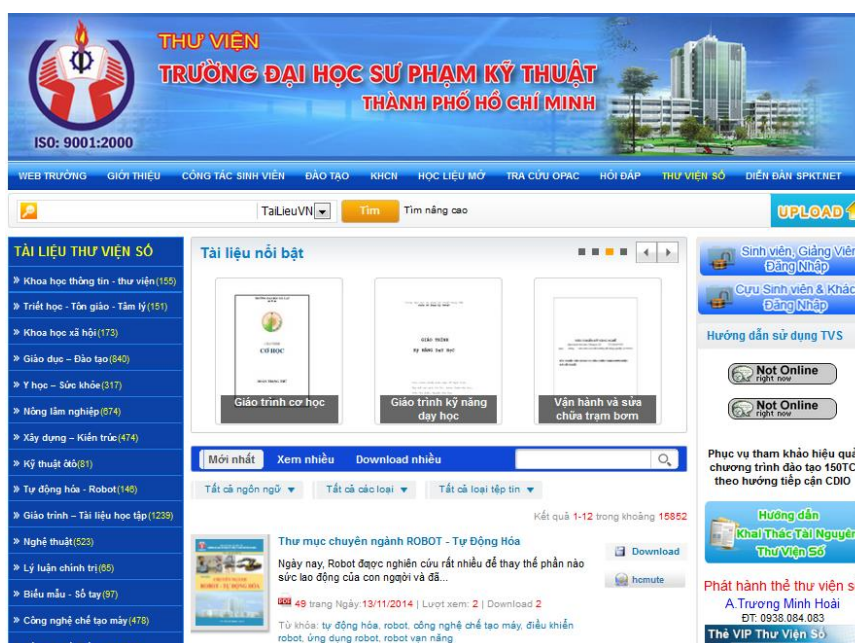 THƯ VIỆN
TRƯỜNG ĐẠI HỌC SƯ PHẠM KỸ THUẬT
THÀNH PHỐ HỒ CHÍ MINH
ISO: 9001:2000
WEB TRƯỜNG GIỚI THIỆU CÔNG TÁC SINH VIÊN ĐÀO TẠO KHCN HỌC LIỆU MỞ TRA CỨU OPAC HỎI ĐÁP THƯ VIỆN SỐ DIỄN ĐÀN SPKT.NET
TaiLieuVN Tìm Tìm nâng cao UPLOAD
TÀI LIỆU THƯ VIỆN SỐ
» Khoa học thông tin - thư viện(155)
» Triết học - Tôn giáo - Tâm lý(151)
» Khoa học xã hội(173)
» Giáo dục – Đào tạo(840)
» Y học – Sức khỏe(317)
» Nông lâm nghiệp(674)
» Xây dựng – Kiến trúc(474)
» Kỹ thuật ôtô(81)
» Tự động hóa - Robot(146)
» Giáo trình – Tài liệu học tập(1239)
» Nghệ thuật(523)
» Lý luận chính trị(65)
» Biểu mẫu - Sổ tay(97)
» Công nghệ chế tạo máy(478)
Tài liệu nổi bật
CƠ HỌC
GIÁO TRÌNH
KỸ NĂNG DẠY HỌC
Giáo trình cơ học
Giáo trình kỹ năng
dạy học
Vận hành và sửa
chữa trạm bơm
Mới nhất Xem nhiều Download nhiều
Tất cả ngôn ngữ Tất cả các loại Tất cả loại tệp tin
Kết quả 1-12 trong khoảng 15852
Thư mục chuyên ngành ROBOT - Tự Động Hóa
Ngày nay, Robot đƣợc nghiên cứu rất nhiều để thay thế phần nào
sức lao động của con ngƣời và đã...
PDF 49 trang Ngày:13/11/2014 | Lượt xem: 2 | Download 2
Từ khóa: tự động hóa, robot, công nghệ chế tạo máy, điều khiển
robot, ứng dụng robot, robot vạn năng
Download
hcmute
Sinh viên, Giảng Viên
Đăng Nhập
Cựu Sinh viên & Khác
Đăng Nhập
Hướng dẫn sử dụng TVS
Not Online
right now
Not Online
right now
Phục vụ tham khảo hiệu quả
chương trình đào tạo 150TC
theo hướng tiếp cận CDIO
Hướng dẫn
Khai Thác Tài Nguyên
Thư Viện Số
Phát hành thẻ thư viện s
A.Trương Minh Hoài
ĐT: 0938.084.083
Thẻ VIP Thư Viện Số